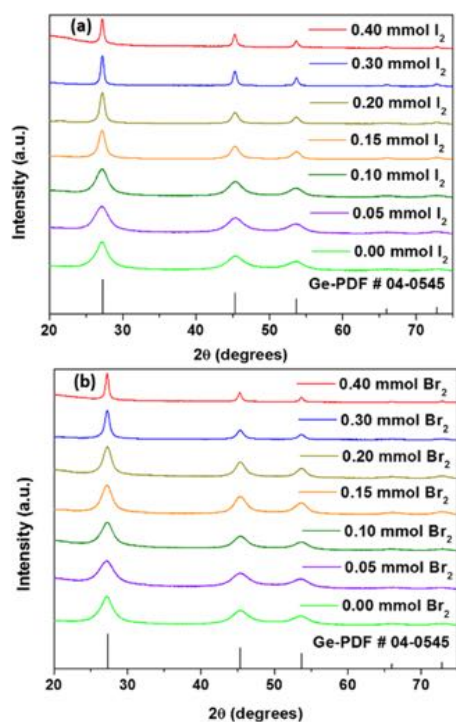 (a)
0.40 mmol I₂
0.30 mmol I₂
0.20 mmol I₂
0.15 mmol I₂
0.10 mmol I₂
0.05 mmol I₂
0.00 mmol I₂
Ge-PDF # 04-0545
Intensity (a.u.)
20 30 40 50 60 70
2θ (degrees)
(b)
0.40 mmol Br₂
0.30 mmol Br₂
0.20 mmol Br₂
0.15 mmol Br₂
0.10 mmol Br₂
0.05 mmol Br₂
0.00 mmol Br₂
Ge-PDF # 04-0545
Intensity (a.u.)
20 30 40 50 60 70
2θ (degrees)